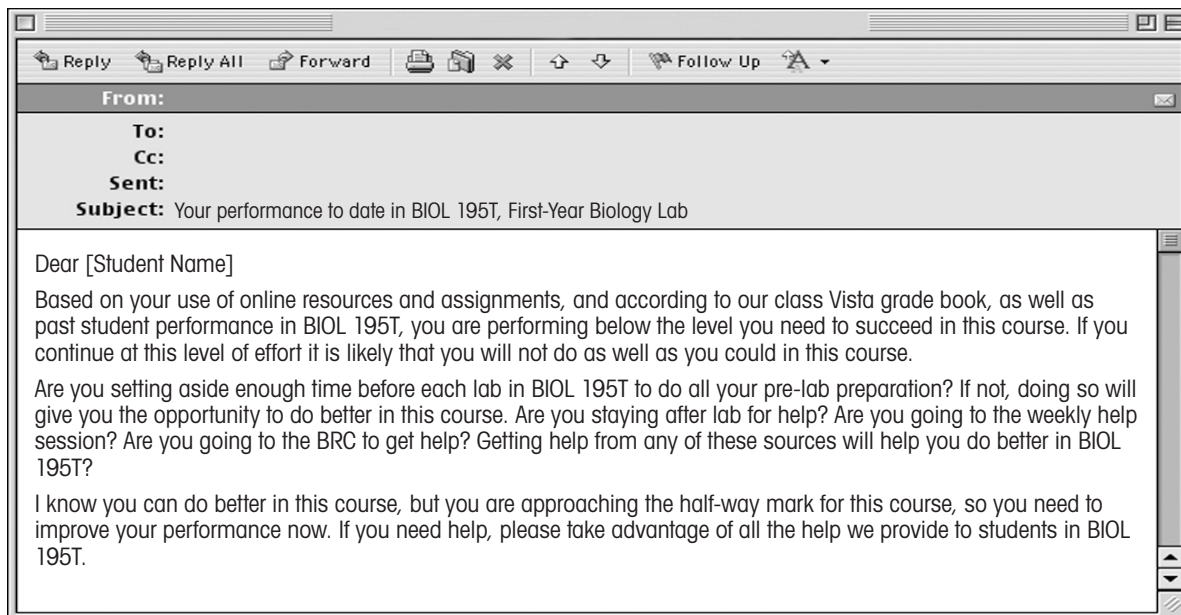 Reply Reply All Forward Follow Up A
From:
To:
Cc:
Sent:
Subject: Your performance to date in BIOL 195T, First-Year Biology Lab
Dear [Student Name]
Based on your use of online resources and assignments, and according to our class Vista grade book, as well as
past student performance in BIOL 195T, you are performing below the level you need to succeed in this course. If you
continue at this level of effort it is likely that you will not do as well as you could in this course.
Are you setting aside enough time before each lab in BIOL 195T to do all your pre-lab preparation? If not, doing so will
give you the opportunity to do better in this course. Are you staying after lab for help? Are you going to the weekly help
session? Are you going to the BRC to get help? Getting help from any of these sources will help you do better in BIOL
195T?
I know you can do better in this course, but you are approaching the half-way mark for this course, so you need to
improve your performance now. If you need help, please take advantage of all the help we provide to students in BIOL
195T.